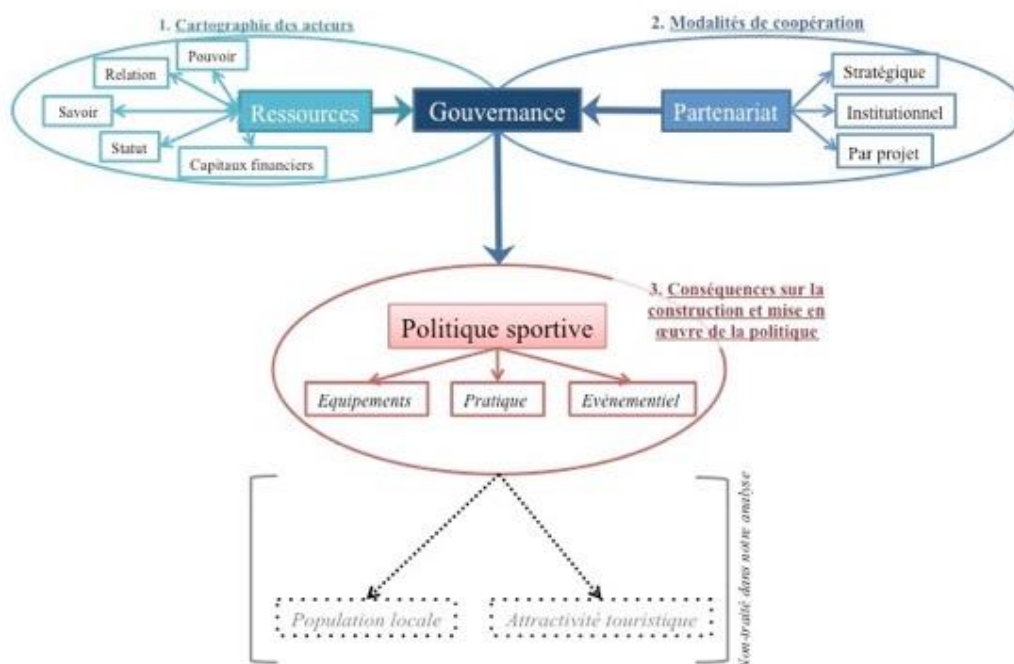 1. Cartographie des acteurs
Pouvoir
Relation
Savoir
Statut
Capitaux financiers
Ressources
Gouvernance
2. Modalités de coopération
Partenariat
Stratégique
Institutionnel
Par projet
3. Conséquences sur la
construction et mise en
œuvre de la politique
Politique sportive
Equipements
Pratique
Evènementiel
Population locale
Attractivité touristique
Non-traité dans notre analyse